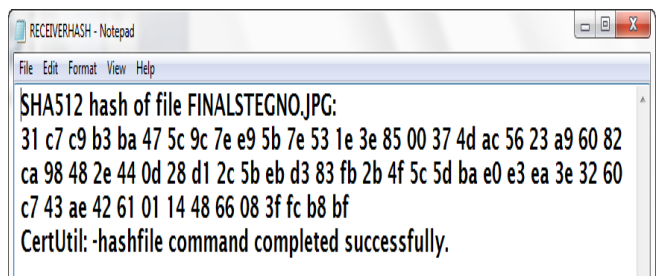 RECEIVERHASH - Notepad
File Edit Format View Help
SHA512 hash of file FINALSTEGNO.JPG:
31 c7 c9 b3 ba 47 5c 9c 7e e9 5b 7e 53 1e 3e 85 00 37 4d ac 56 23 a9 60 82
ca 98 48 2e 44 0d 28 d1 2c 5b eb d3 83 fb 2b 4f 5c 5d ba e0 e3 ea 3e 32 60
c7 43 ae 42 61 01 14 48 66 08 3f fc b8 bf
CertUtil: -hashfile command completed successfully.